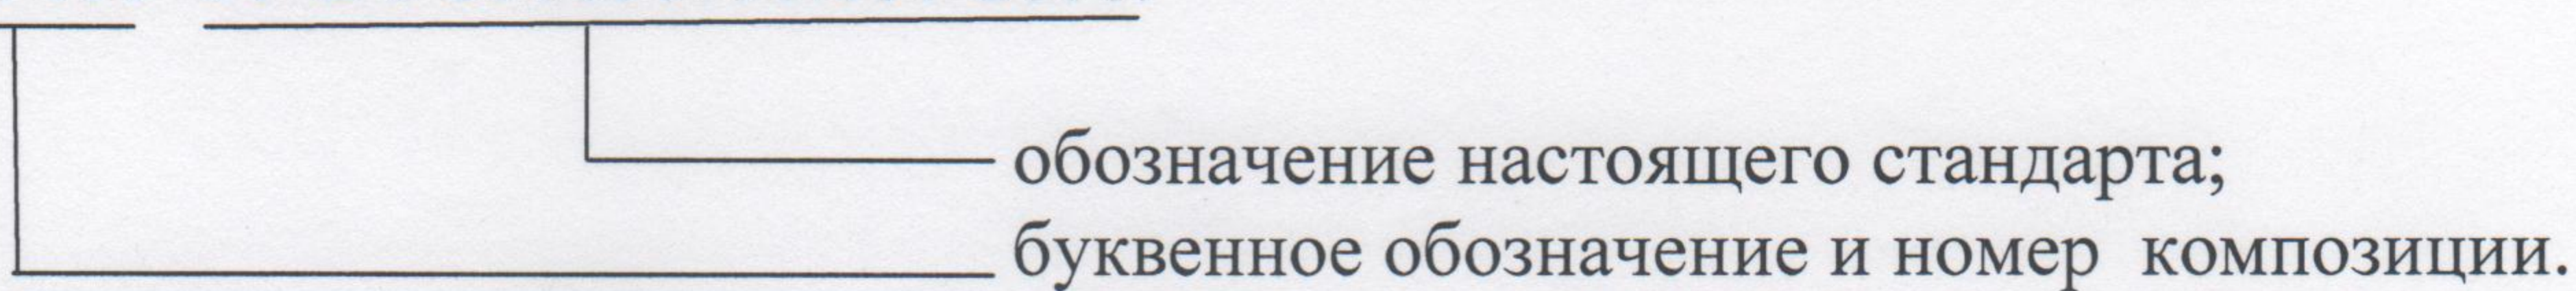 обозначение настоящего стандарта;
буквенное обозначение и номер композиции.